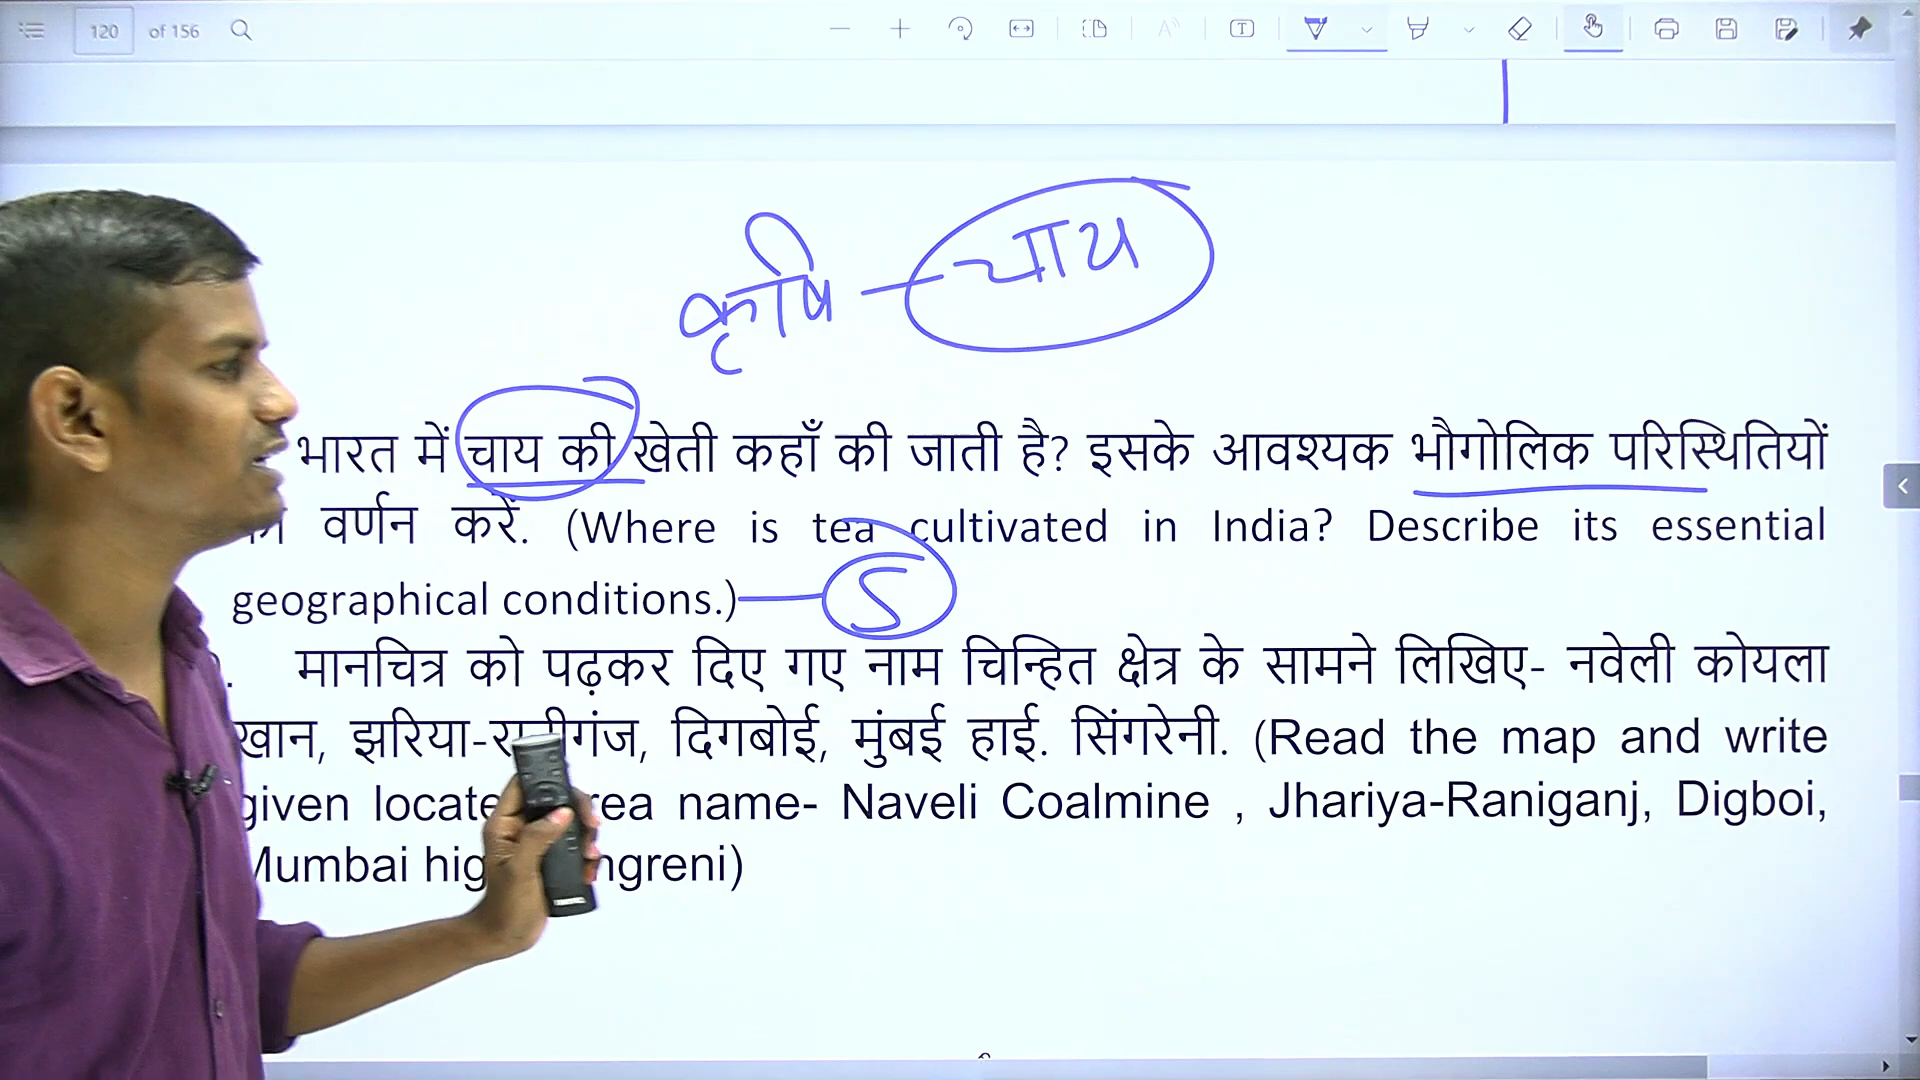 120 of 156
कृषि – चाय
भारत में चाय की खेती कहाँ की जाती है? इसके आवश्यक भौगोलिक परिस्थितियों
वर्णन करें. (Where is tea cultivated in India? Describe its essential
geographical conditions.) — 5
मानचित्र को पढ़कर दिए गए नाम चिन्हित क्षेत्र के सामने लिखिए- नवेली कोयला
खान, झरिया-रानीगंज, दिगबोई, मुंबई हाई. सिंगरेनी. (Read the map and write
given locate rea name- Naveli Coalmine , Jhariya-Raniganj, Digboi,
Mumbai hig ngreni)